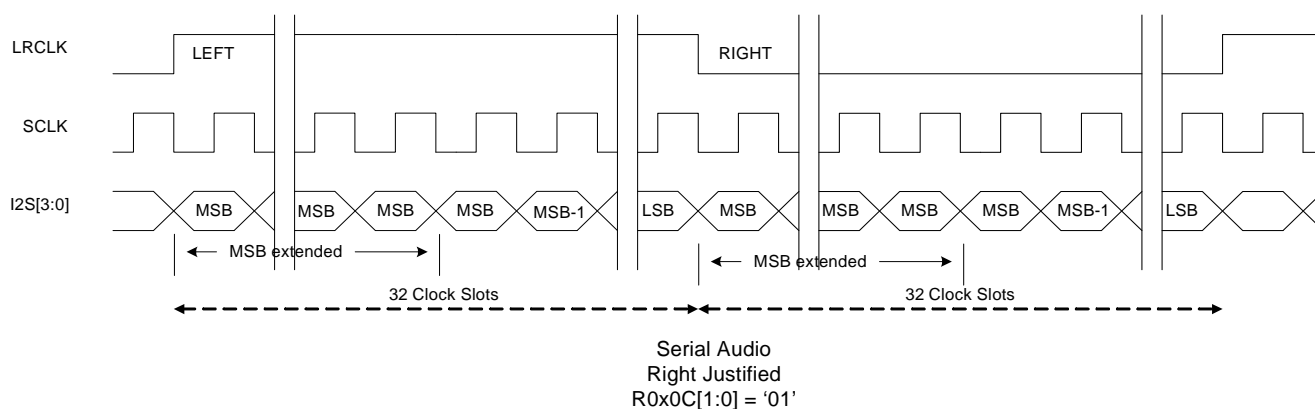 LRCLK LEFT RIGHT
SCLK
I2S[3:0] MSB MSB MSB MSB MSB-1 LSB MSB MSB MSB MSB MSB-1 LSB
MSB extended MSB extended
32 Clock Slots 32 Clock Slots
Serial Audio
Right Justified
R0x0C[1:0] = ‘01’